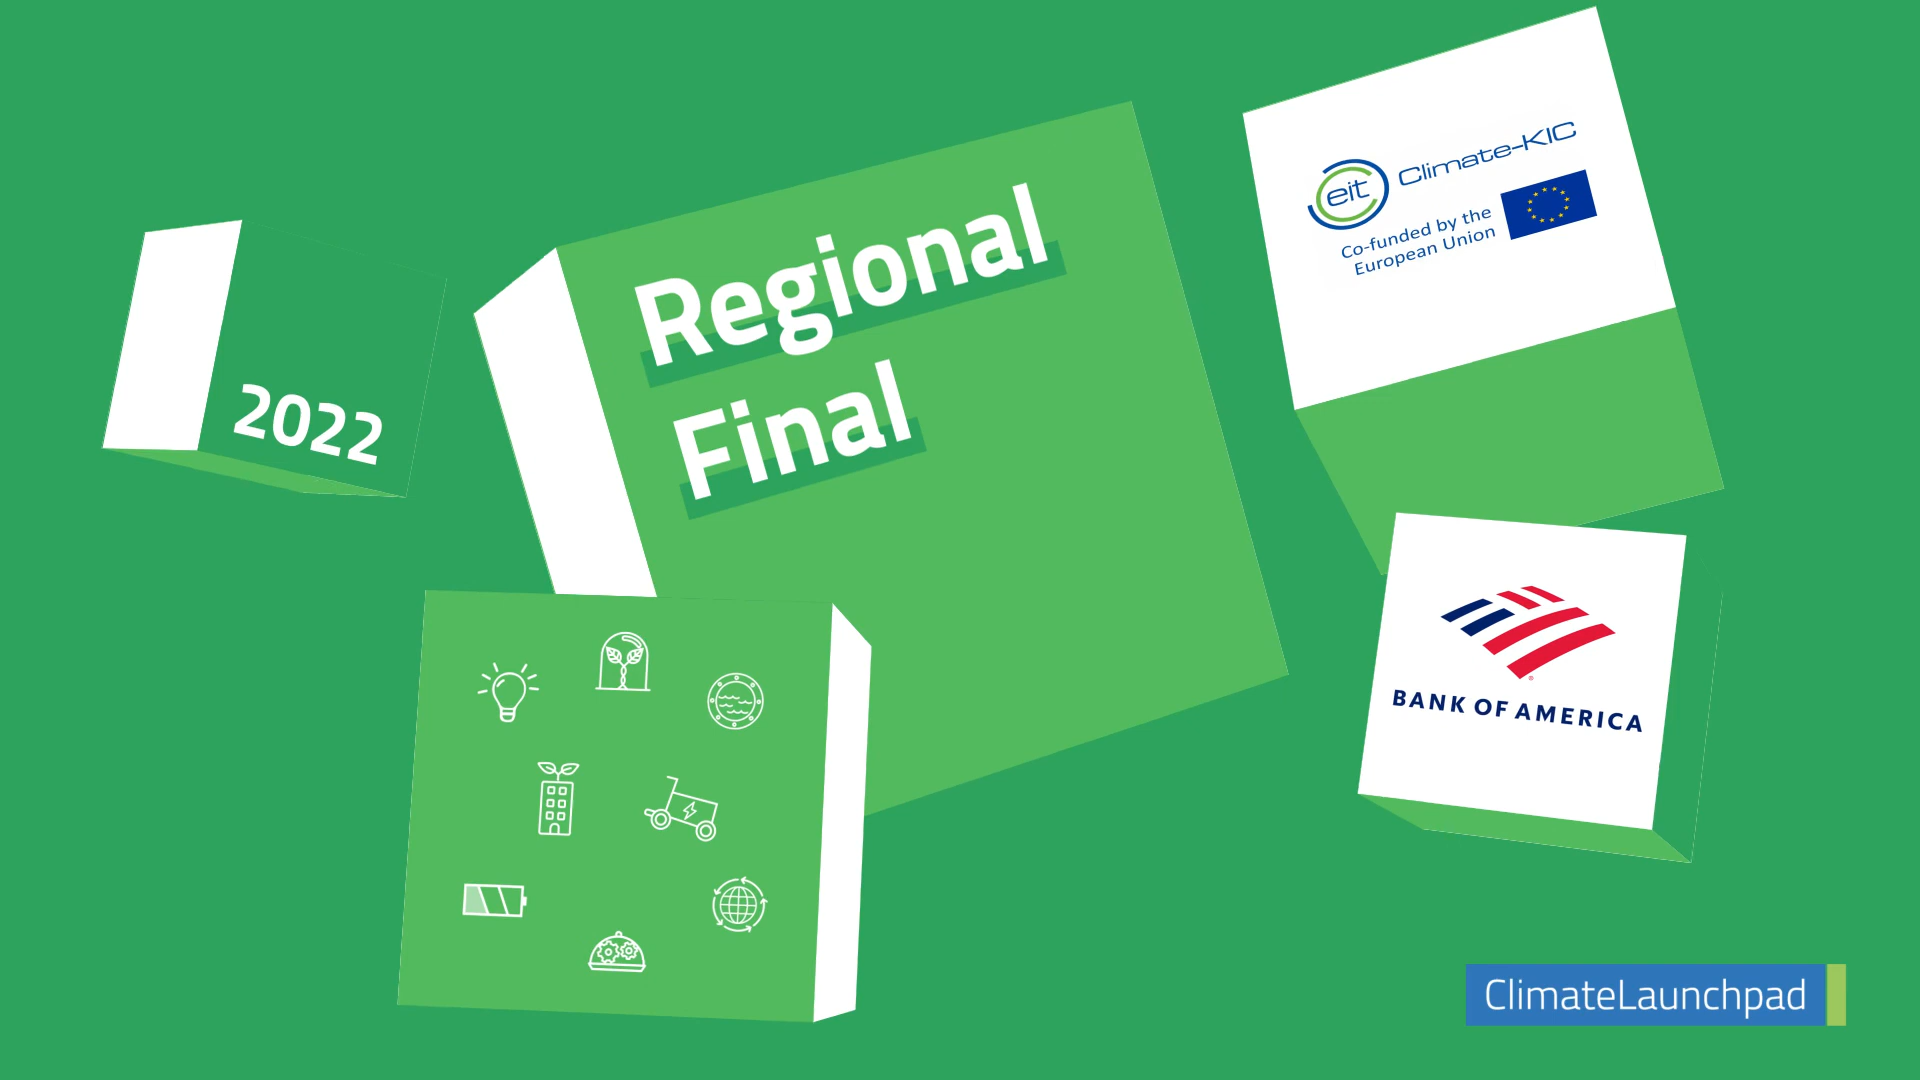 2022
Regional
Final
eit Climate-KIC
Co-funded by the
European Union
BANK OF AMERICA
ClimateLaunchpad